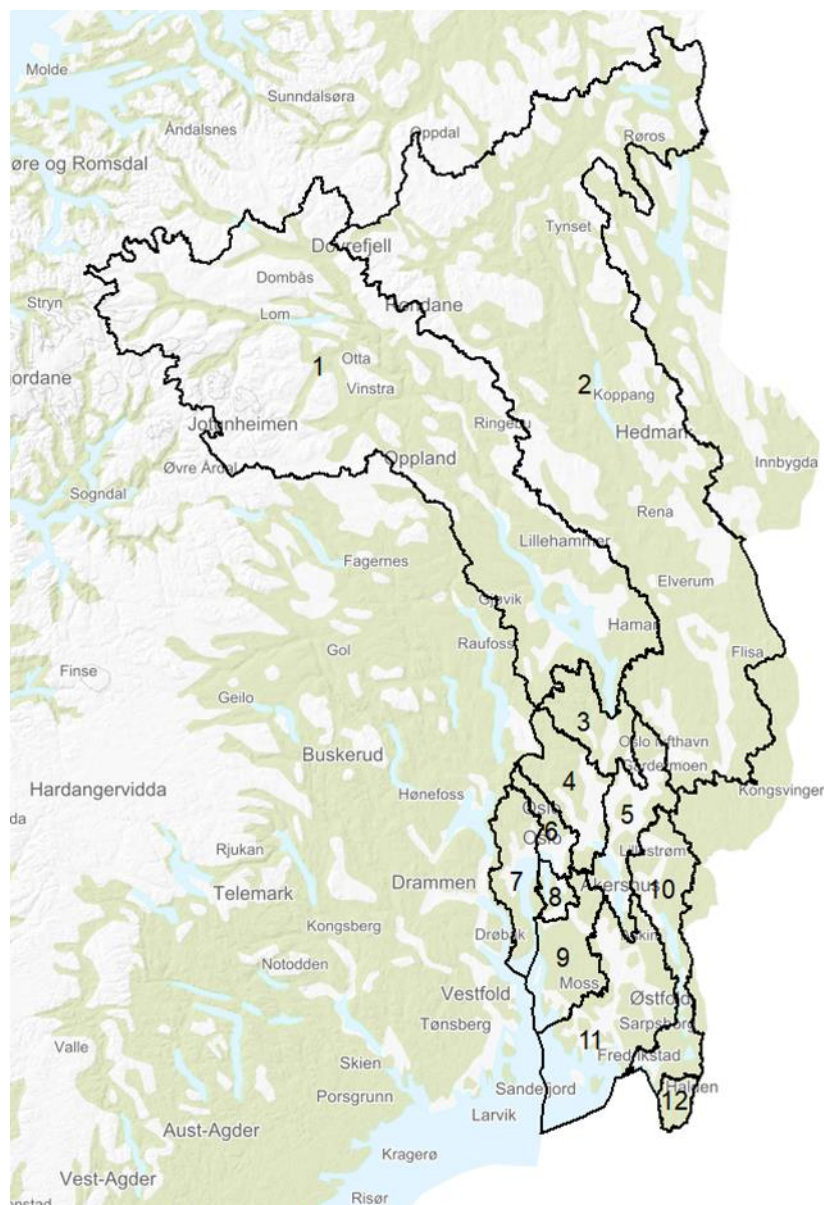 Molde
Sunndalsøra
Åndalsnes
Oppdal
Røros
øre og Romsdal
Tynset
Dovrefjell
Dombås
Stryn
Lom
Rondane
1
Otta
ordane
Vinstra
2
Koppang
Jotunheimen
Ringebu
Hedmark
Øvre Årdal
Oppland
Innbygda
Sogndal
Rena
Lillehammer
Fagernes
Elverum
Gjøvik
Hamar
Raufoss
Gol
Flisa
Finse
Geilo
3
Oslo lufthavn
Gardermoen
Buskerud
4
Hardangervidda
Hønefoss
Kongsvinger
da
Oslo
5
6
Oslo
Rjukan
Lillestrøm
Drammen
7
Akershus
10
Telemark
8
Kongsberg
Drøbak
Askim
9
Notodden
Moss
Vestfold
Østfold
Tønsberg
Sarpsborg
Valle
11
Fredrikstad
Skien
Sandefjord
Halden
Porsgrunn
12
Larvik
Aust-Agder
Kragerø
Vest-Agder
Risør